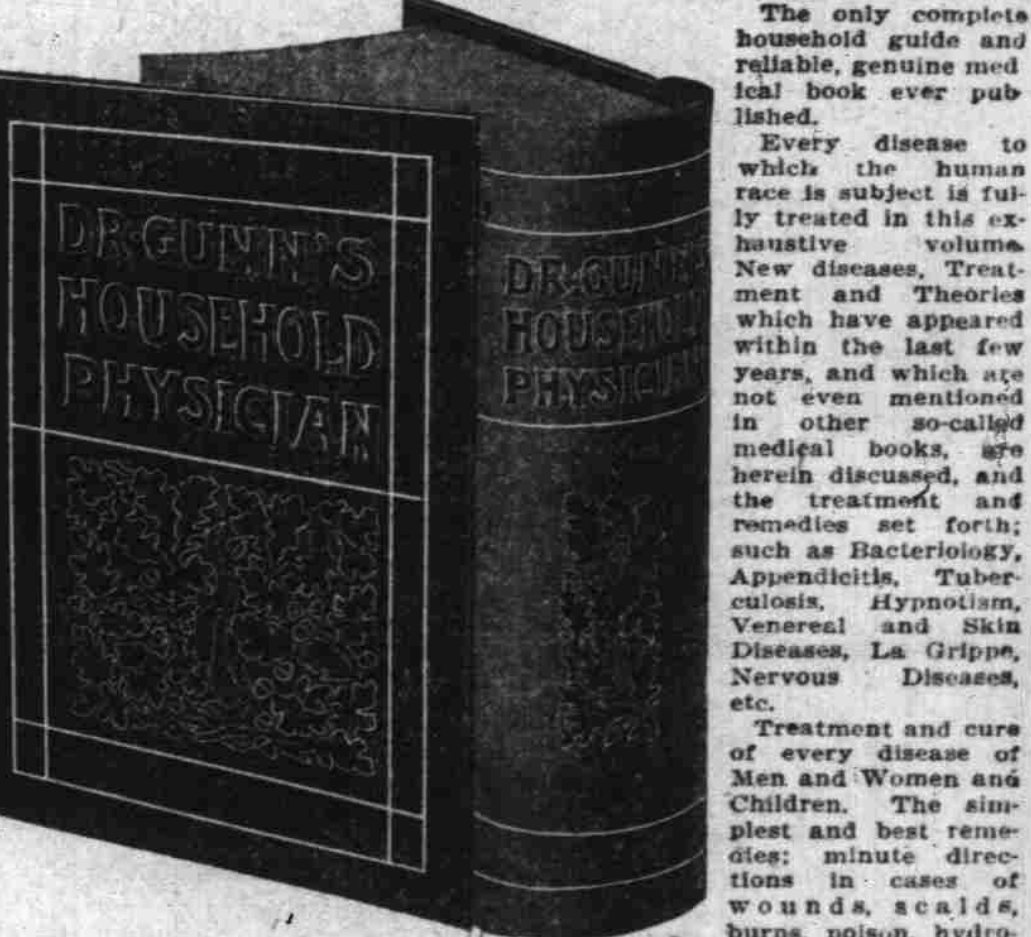 DR. GUNN'S
HOUSEHOLD
PHYSICIAN
DR. GUNN'S
HOUSEHOLD
PHYSICIAN
The only complete
household guide and
reliable, genuine med
ical book ever pub-
lished.
Every disease to
which the human
race is subject is ful-
ly treated in this ex-
haustive volume.
New diseases, Treat-
ment and Theories
which have appeared
within the last few
years, and which are
not even mentioned
in other so-called
medical books, are
herein discussed, and
the treatment and
remedies set forth;
such as Bacteriology,
Appendicitis, Tuber-
culosis, Hypnotism,
Venereal and Skin
Diseases, La Grippe,
Nervous Diseases,
etc.
Treatment and cure
of every disease of
Men and Women and
Children. The sim-
plest and best reme-
dies; minute direc-
tions in cases of
wounds, scalds,
burns, poison, hydro-